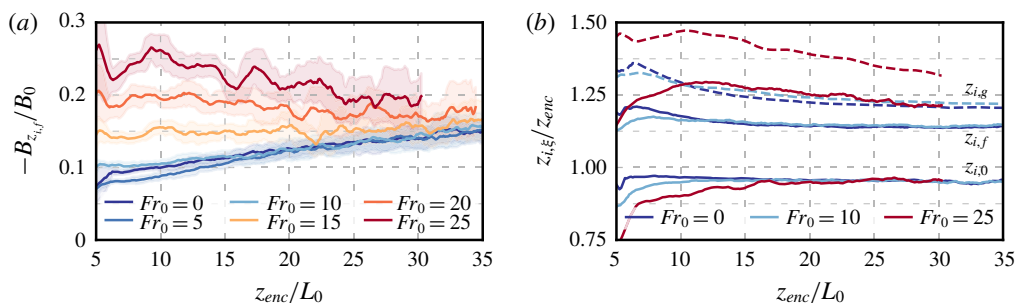 (a)
0.3
0.2
0.1
0
−B_{z_{i,f}}/B_0
Fr_0 = 0 Fr_0 = 10 Fr_0 = 20
Fr_0 = 5 Fr_0 = 15 Fr_0 = 25
5 10 15 20 25 30 35
z_{enc}/L_0
(b)
1.50
1.25
1.00
0.75
z_{i,ξ}/z_{enc}
z_{i,g}
z_{i,f}
z_{i,0}
Fr_0 = 0 Fr_0 = 10 Fr_0 = 25
5 10 15 20 25 30 35
z_{enc}/L_0